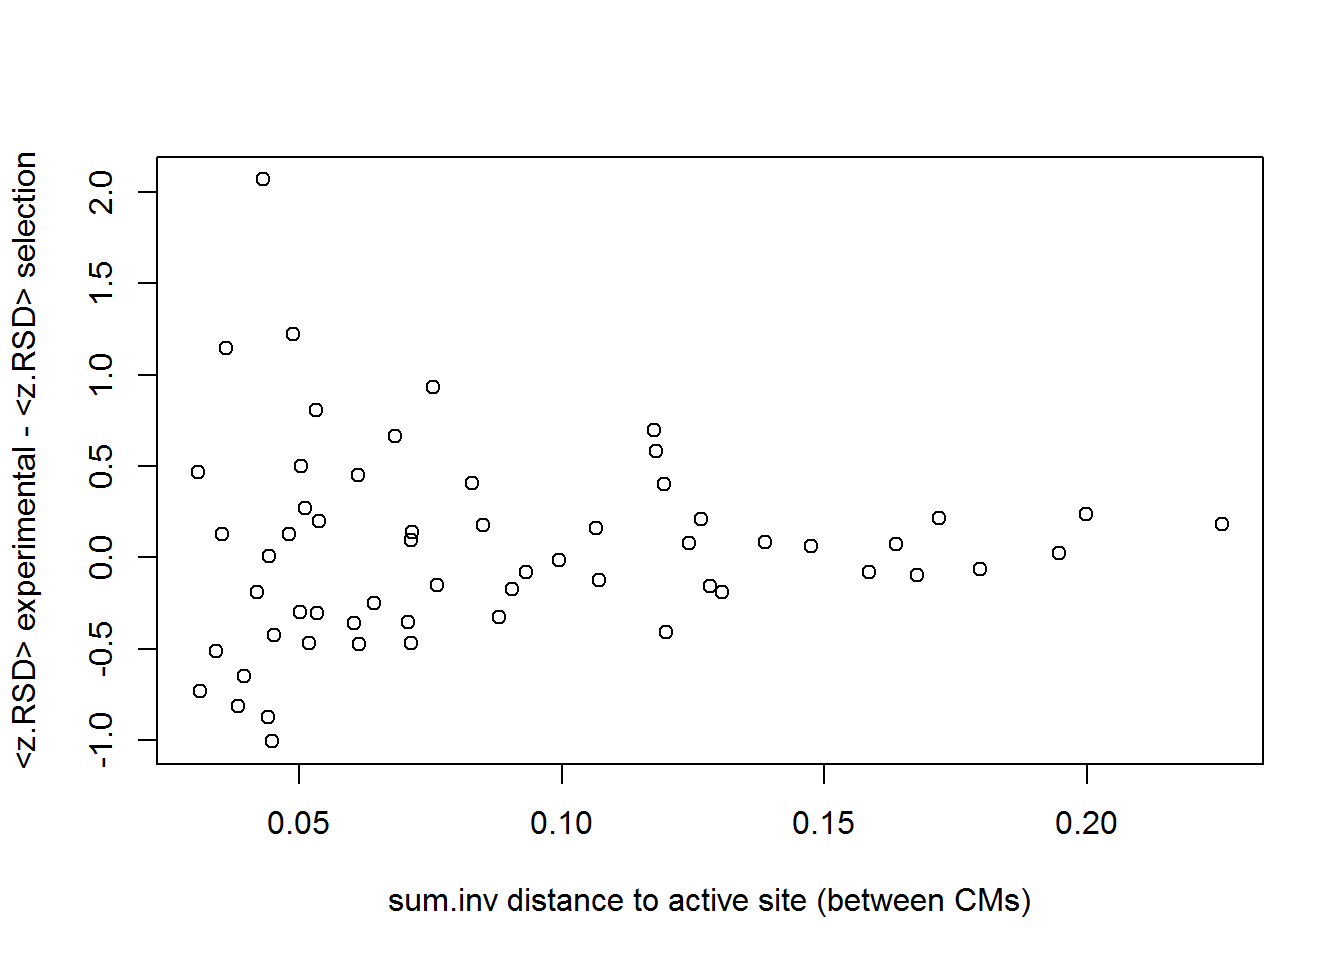 <z.RSD> experimental - <z.RSD> selection
2.0
1.5
1.0
0.5
0.0
-0.5
-1.0
0.05 0.10 0.15 0.20
sum.inv distance to active site (between CMs)